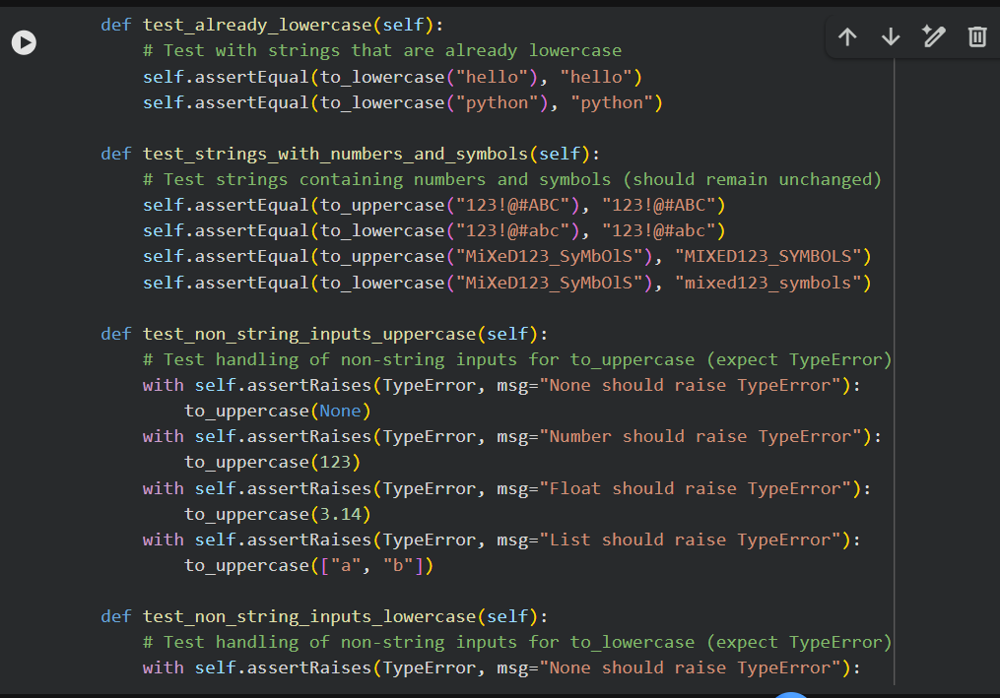 def test_already_lowercase(self):
    # Test with strings that are already lowercase
    self.assertEqual(to_lowercase("hello"), "hello")
    self.assertEqual(to_lowercase("python"), "python")

def test_strings_with_numbers_and_symbols(self):
    # Test strings containing numbers and symbols (should remain unchanged)
    self.assertEqual(to_uppercase("123!@#ABC"), "123!@#ABC")
    self.assertEqual(to_lowercase("123!@#abc"), "123!@#abc")
    self.assertEqual(to_uppercase("MiXeD123_SyMbOlS"), "MIXED123_SYMBOLS")
    self.assertEqual(to_lowercase("MiXeD123_SyMbOlS"), "mixed123_symbols")

def test_non_string_inputs_uppercase(self):
    # Test handling of non-string inputs for to_uppercase (expect TypeError)
    with self.assertRaises(TypeError, msg="None should raise TypeError"):
        to_uppercase(None)
    with self.assertRaises(TypeError, msg="Number should raise TypeError"):
        to_uppercase(123)
    with self.assertRaises(TypeError, msg="Float should raise TypeError"):
        to_uppercase(3.14)
    with self.assertRaises(TypeError, msg="List should raise TypeError"):
        to_uppercase(["a", "b"])

def test_non_string_inputs_lowercase(self):
    # Test handling of non-string inputs for to_lowercase (expect TypeError)
    with self.assertRaises(TypeError, msg="None should raise TypeError"):